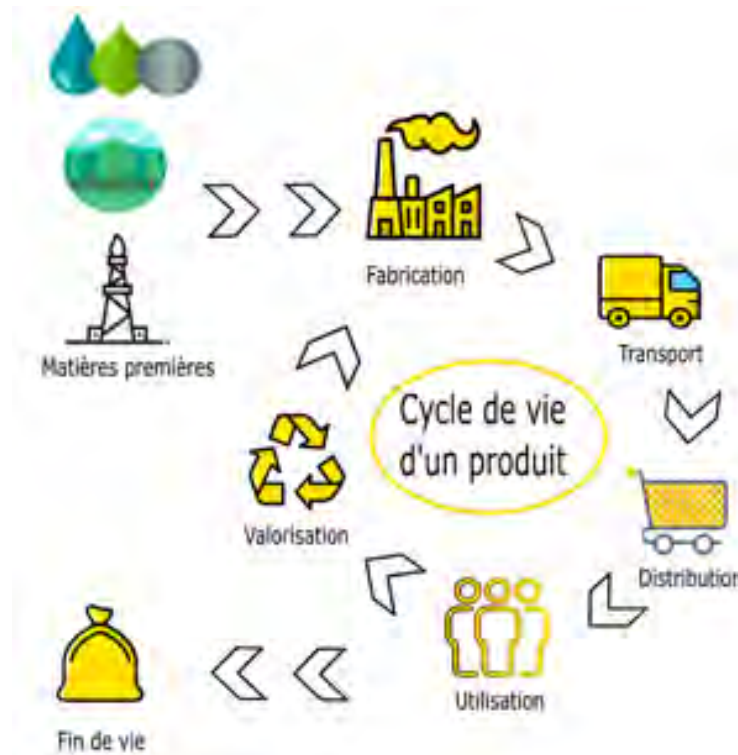 Fabrication
Matières premières
Transport
Cycle de vie
d'un produit
Valorisation
Distribution
Utilisation
Fin de vie